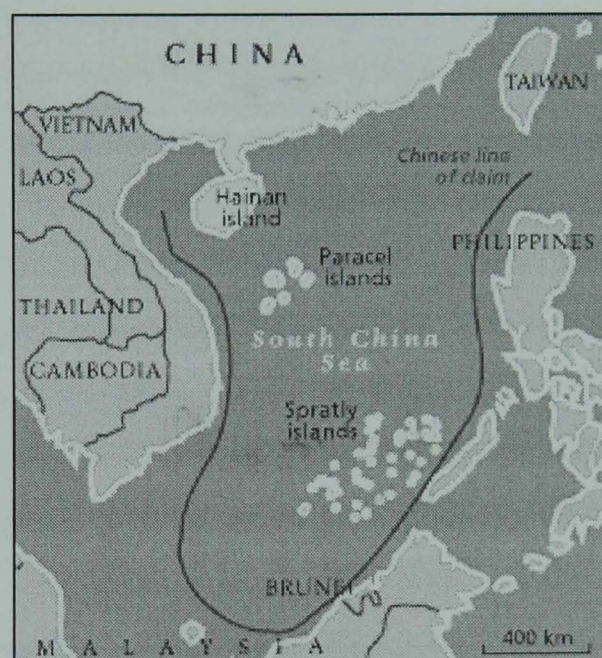 CHINA
TAIWAN
VIETNAM
Chinese line
of claim
LAOS
Hainan
island
PHILIPPINES
Paracel
islands
THAILAND
South China
Sea
CAMBODIA
Spratly
islands
BRUNEI
MALAYSIA
400 km